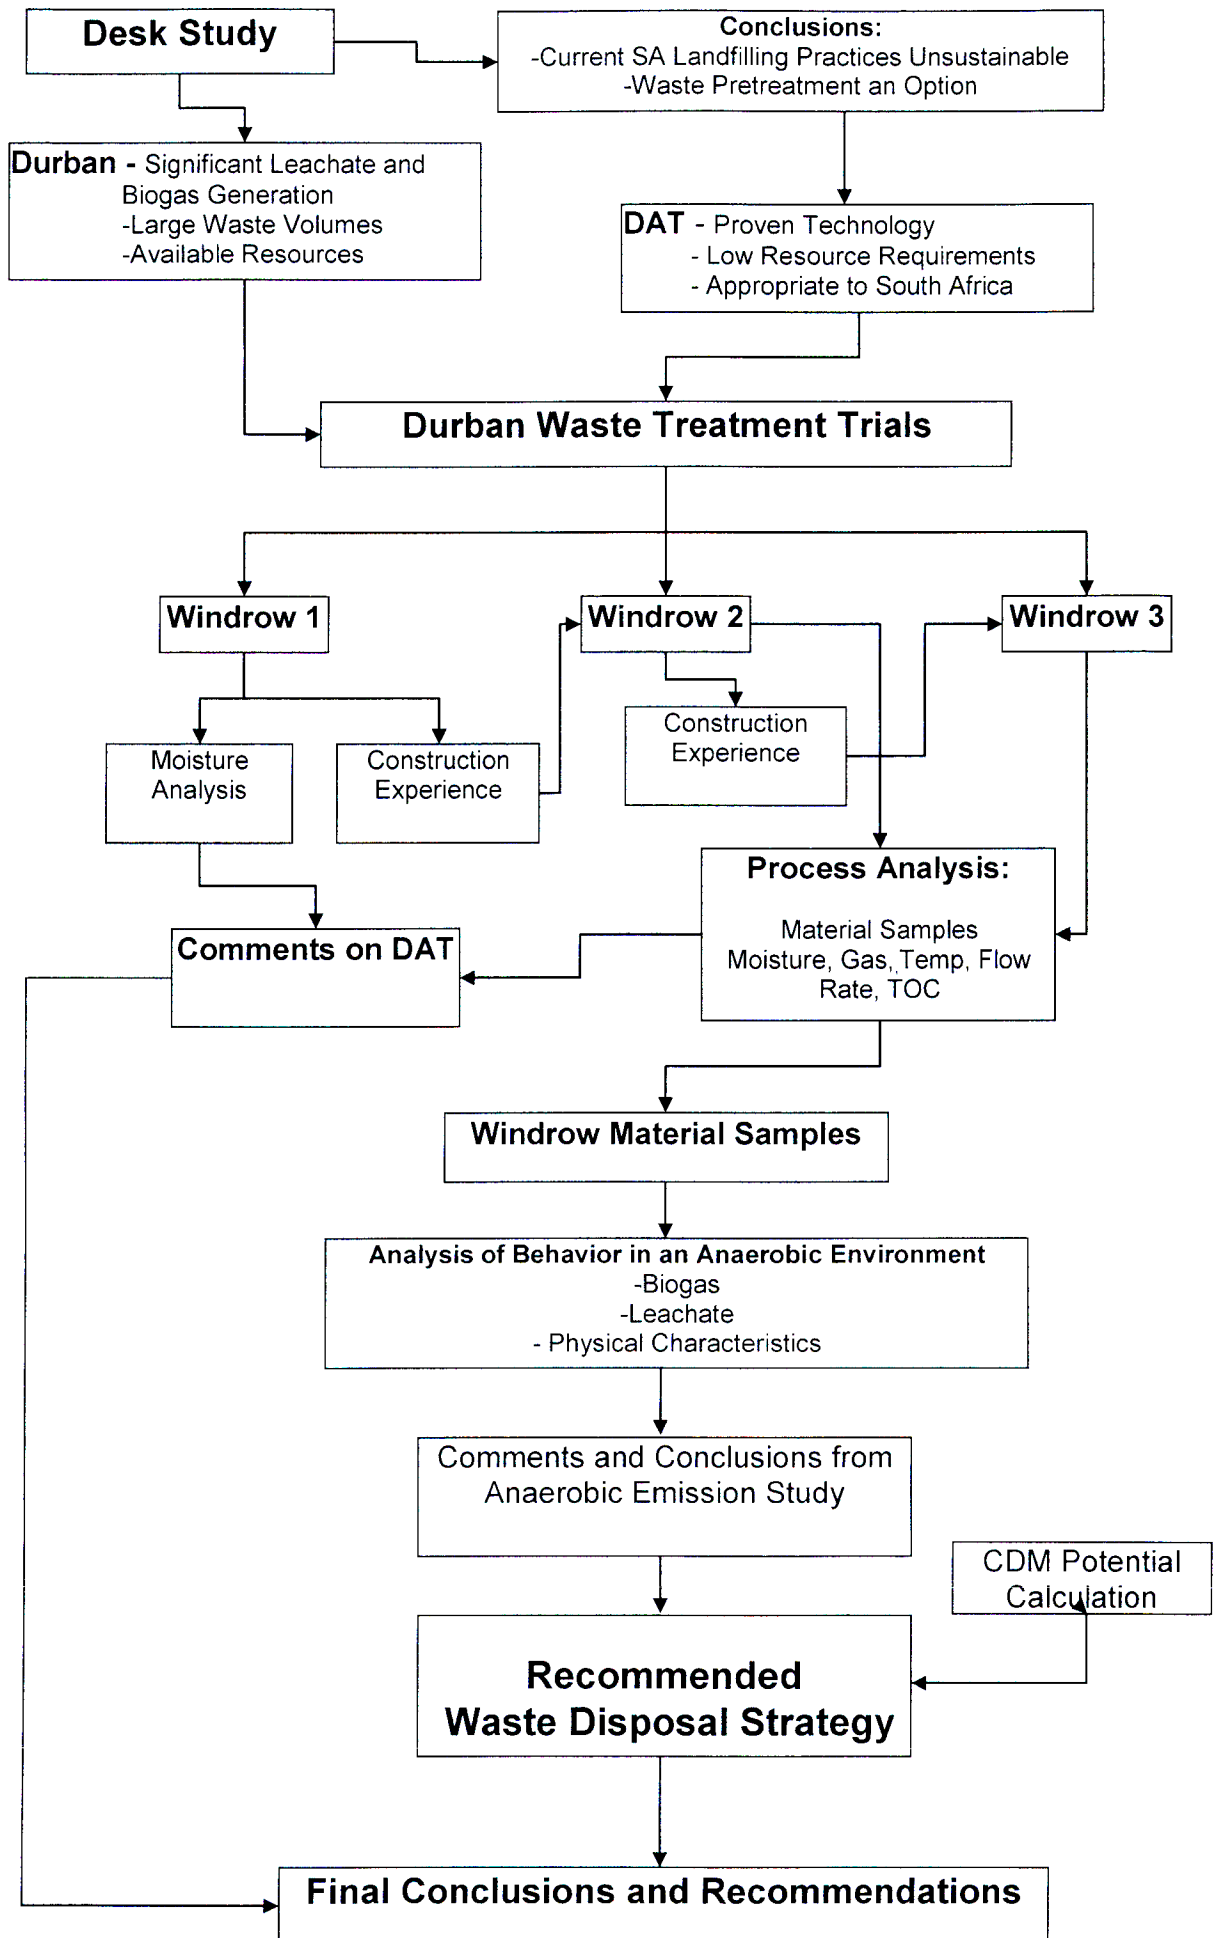 Desk Study
Conclusions:
-Current SA Landfilling Practices Unsustainable
-Waste Pretreatment an Option
Durban - Significant Leachate and
Biogas Generation
-Large Waste Volumes
-Available Resources
DAT - Proven Technology
- Low Resource Requirements
- Appropriate to South Africa
Durban Waste Treatment Trials
Windrow 1
Windrow 2
Windrow 3
Moisture
Analysis
Construction
Experience
Construction
Experience
Process Analysis:
Material Samples
Moisture, Gas, Temp, Flow
Rate, TOC
Comments on DAT
Windrow Material Samples
Analysis of Behavior in an Anaerobic Environment
-Biogas
-Leachate
- Physical Characteristics
Comments and Conclusions from
Anaerobic Emission Study
CDM Potential
Calculation
Recommended
Waste Disposal Strategy
Final Conclusions and Recommendations